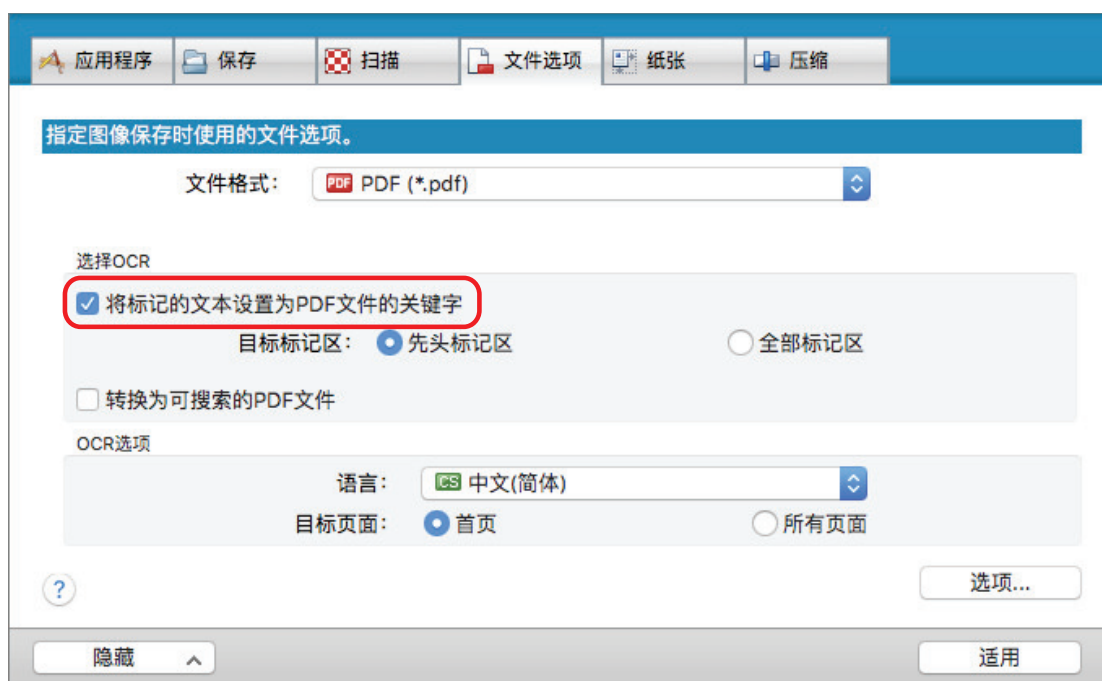 应用程序 保存 扫描 文件选项 纸张 压缩
指定图像保存时使用的文件选项。
文件格式： PDF PDF (*.pdf)
选择OCR
将标记的文本设置为PDF文件的关键字
目标标记区： 先头标记区 全部标记区
转换为可搜索的PDF文件
OCR选项
语言： CS 中文(简体)
目标页面： 首页 所有页面
? 选项...
隐藏 适用